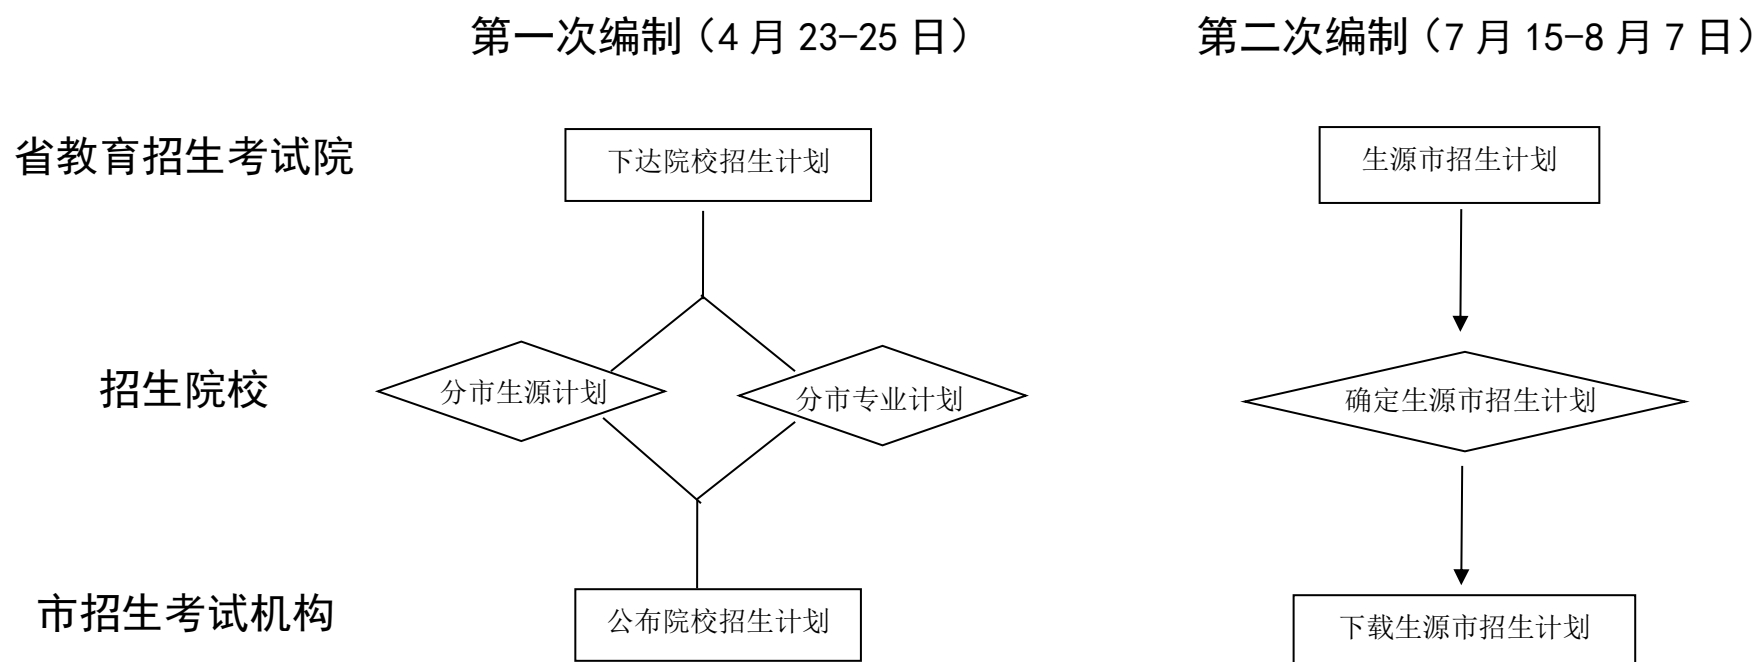 第一次编制（4月23-25日） 第二次编制（7月15-8月7日）
省教育招生考试院 下达院校招生计划 生源市招生计划
招生院校 分市生源计划 分市专业计划 确定生源市招生计划
市招生考试机构 公布院校招生计划 下载生源市招生计划